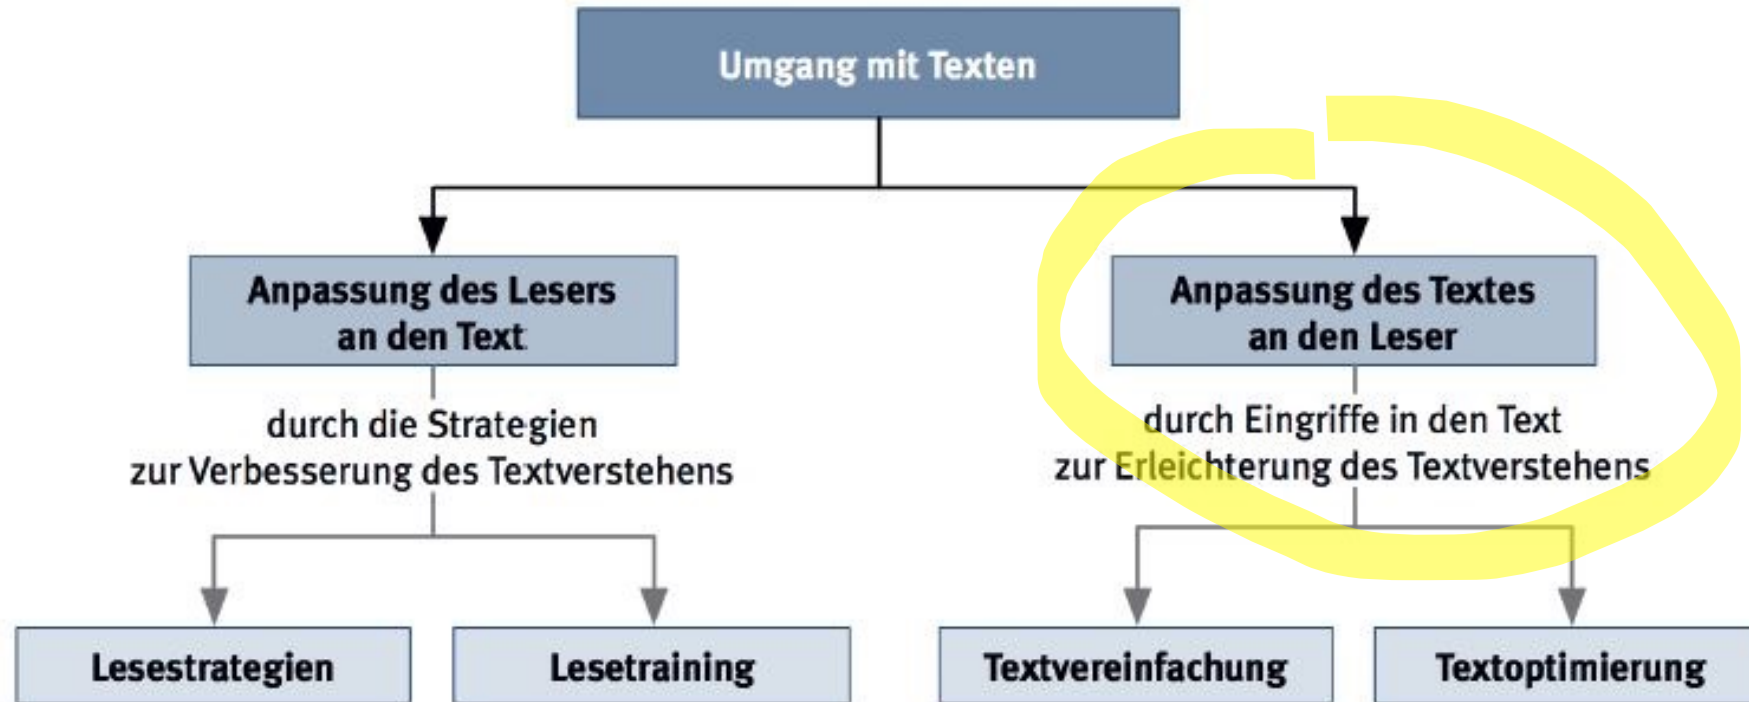 Umgang mit Texten
Anpassung des Lesers
an den Text
Anpassung des Textes
an den Leser
durch die Strategien
zur Verbesserung des Textverstehens
durch Eingriffe in den Text
zur Erleichterung des Textverstehens
Lesestrategien
Lesetraining
Textvereinfachung
Textoptimierung